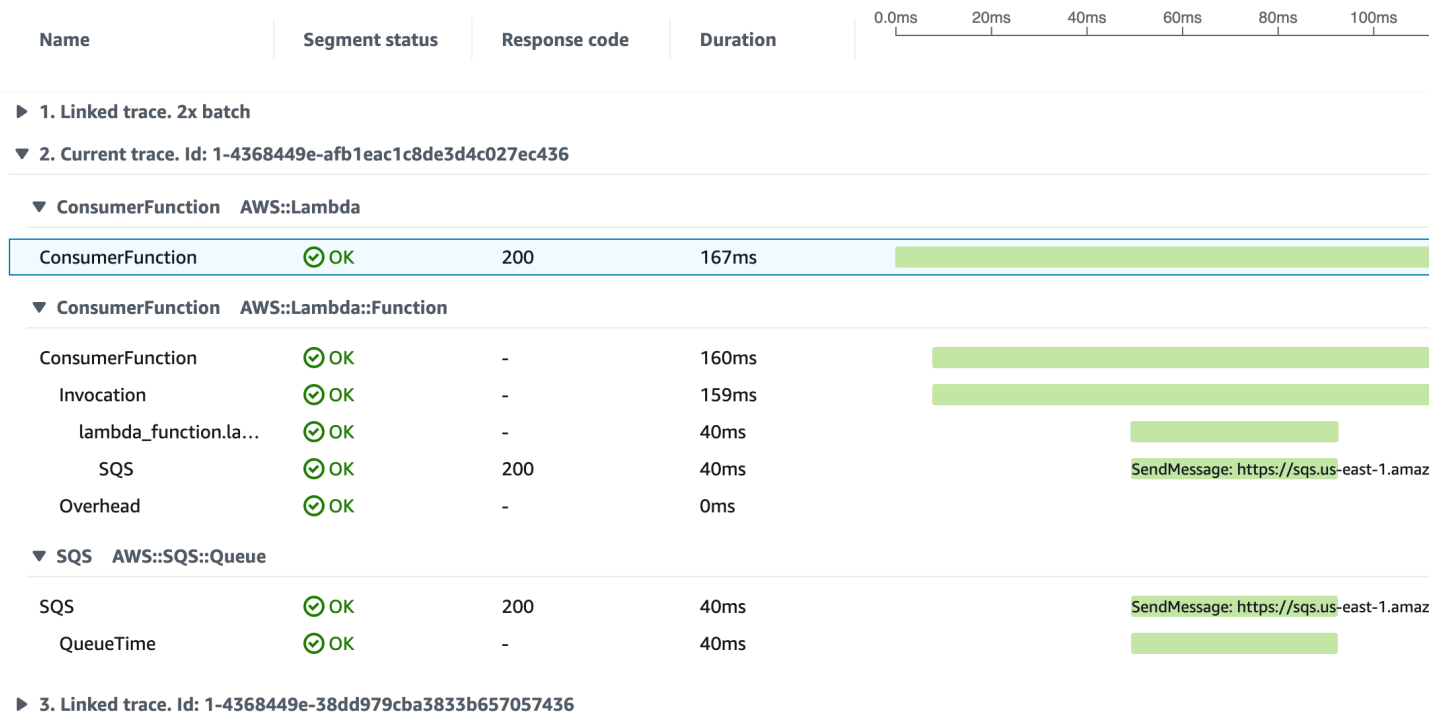 0.0ms 20ms 40ms 60ms 80ms 100ms
Name Segment status Response code Duration
1. Linked trace. 2x batch
2. Current trace. Id: 1-4368449e-afb1eac1c8de3d4c027ec436
ConsumerFunction AWS::Lambda
ConsumerFunction OK 200 167ms
ConsumerFunction AWS::Lambda::Function
ConsumerFunction OK - 160ms
Invocation OK - 159ms
lambda_function.la... OK - 40ms
SQS OK 200 40ms SendMessage: https://sqs.us-east-1.amaz
Overhead OK - 0ms
SQS AWS::SQS::Queue
SQS OK 200 40ms SendMessage: https://sqs.us-east-1.amaz
QueueTime OK - 40ms
3. Linked trace. Id: 1-4368449e-38dd979cba3833b657057436